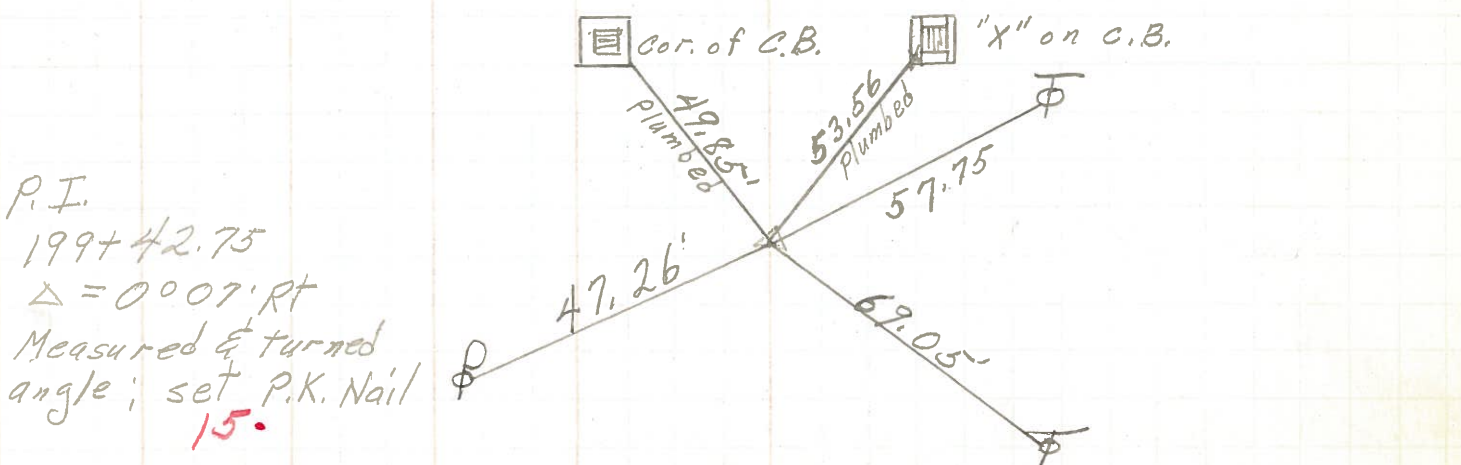 cor. of C.B.
"X" on C.B.
49.85
plumbed
53.56
plumbed
57.75
P.I.
199+42.75
△ = 0°07' Rt
Measured & turned
angle; set P.K. Nail
15.
47.26'
69.05